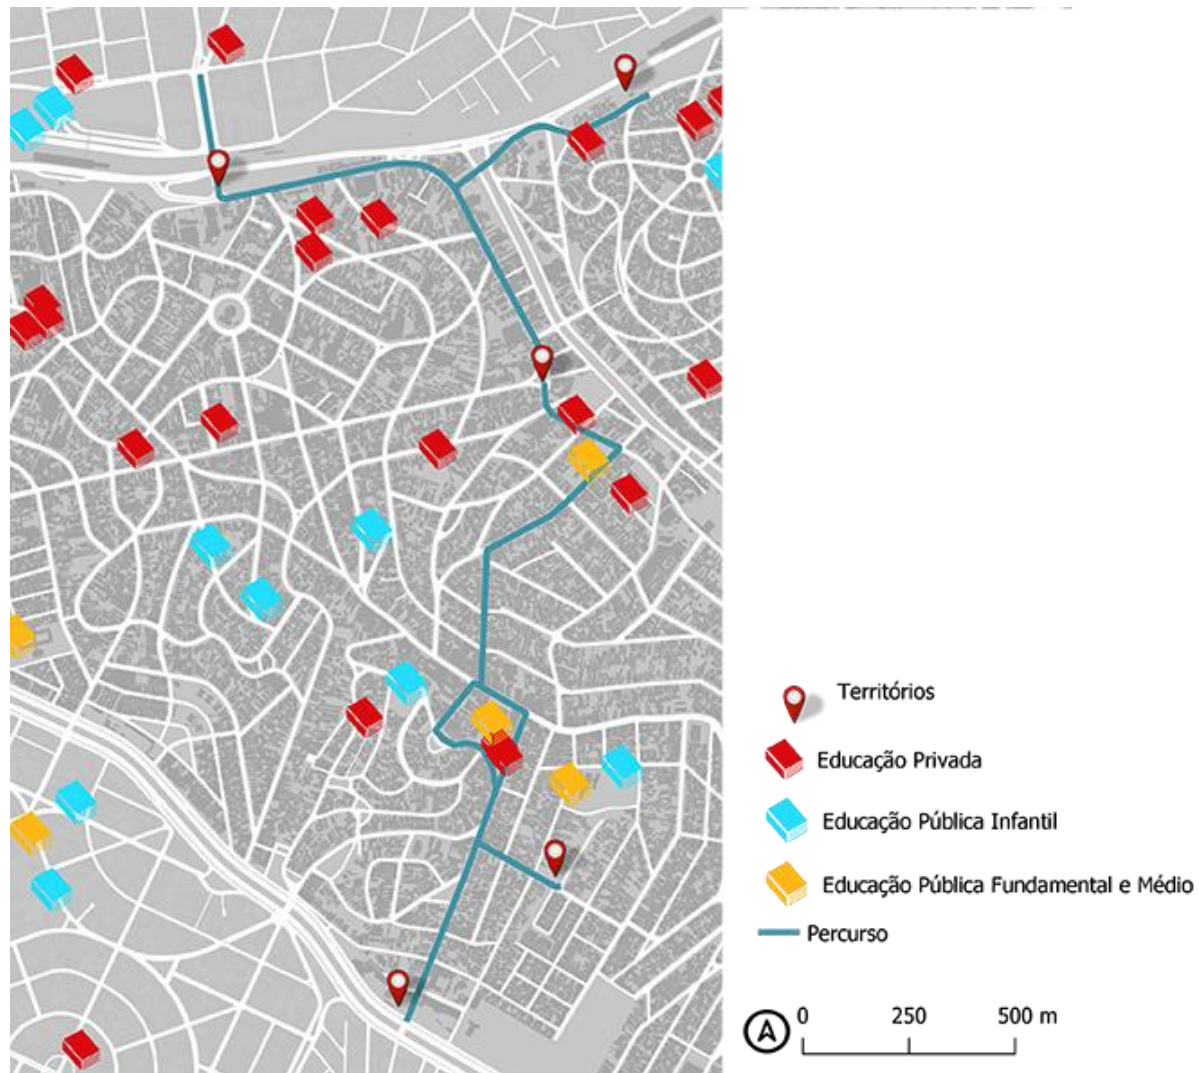 Territórios
Educação Privada
Educação Pública Infantil
Educação Pública Fundamental e Médio
Percurso
A 0 250 500 m